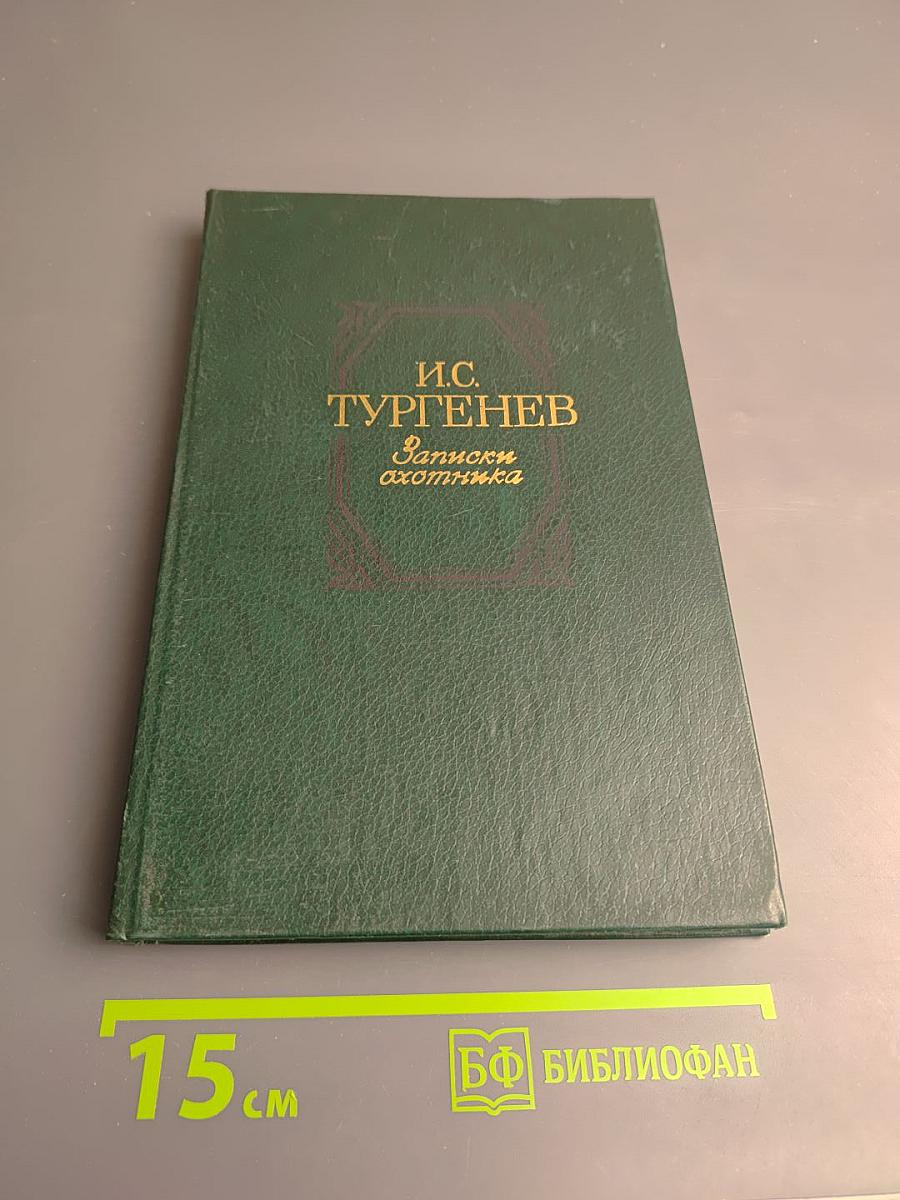 И.С.
ТУРГЕНЕВ
Записки
охотника
15 см
БФ БИБЛИОФАН